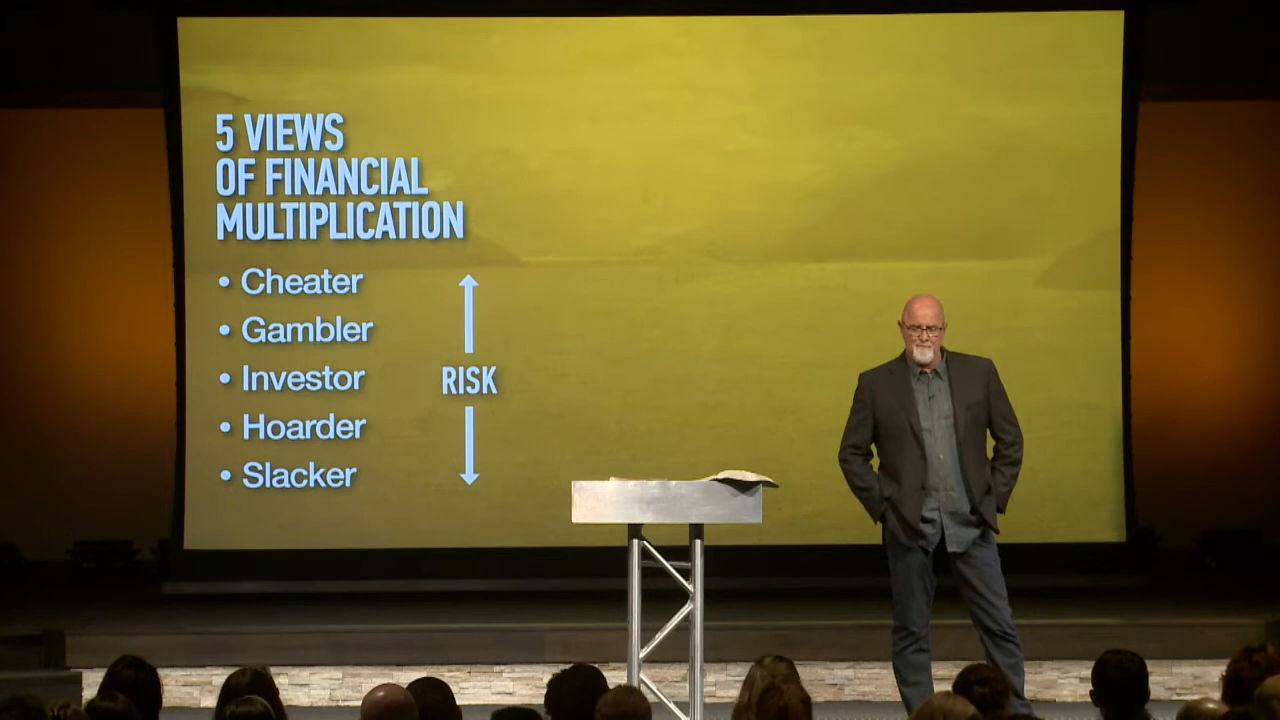 5 VIEWS
OF FINANCIAL
MULTIPLICATION
• Cheater
• Gambler
• Investor
• Hoarder
• Slacker
RISK